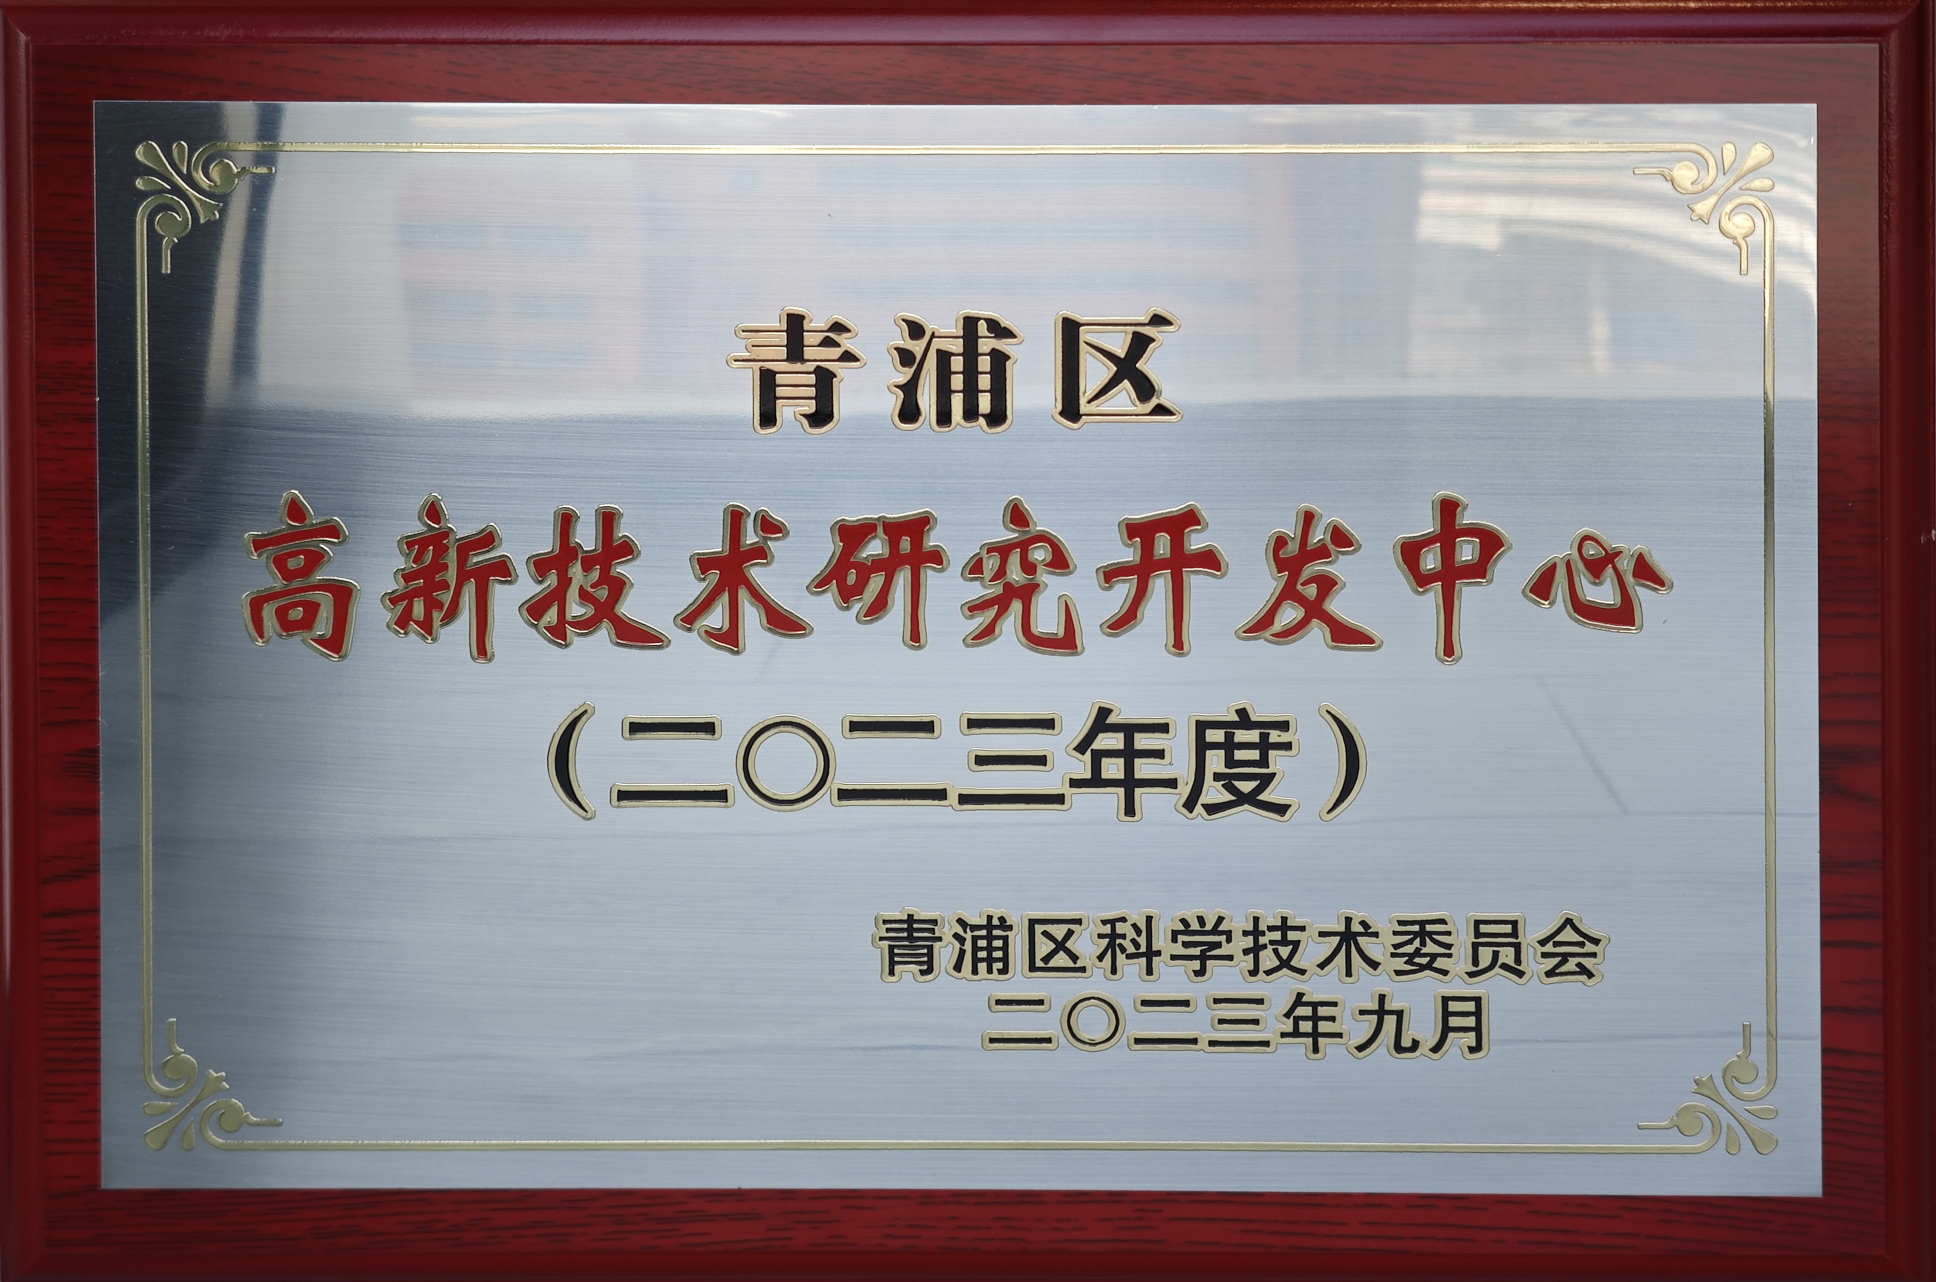 青浦区
高新技术研究开发中心
（二〇二三年度）
青浦区科学技术委员会
二〇二三年九月